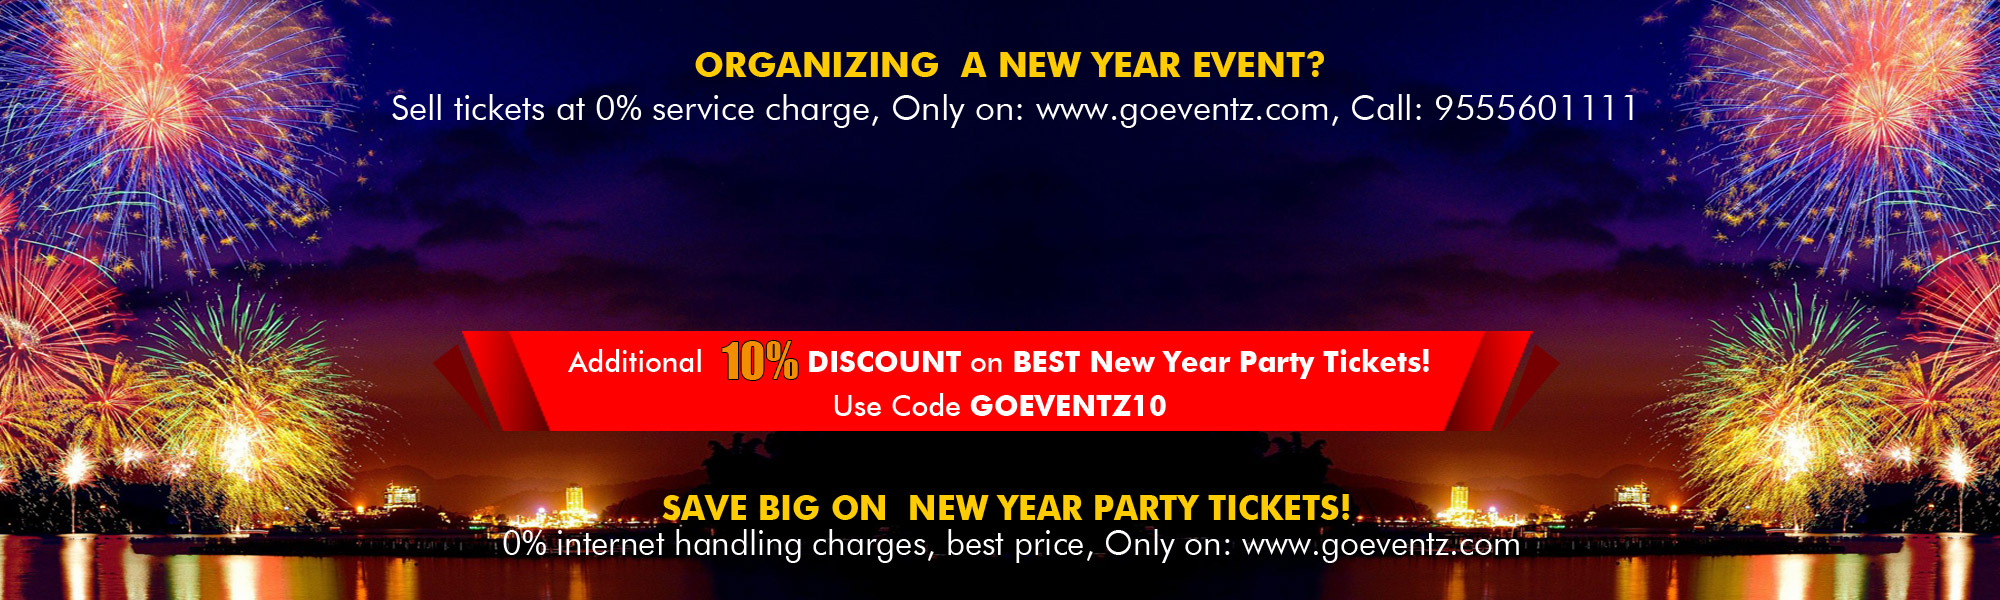 ORGANIZING A NEW YEAR EVENT?
Sell tickets at 0% service charge, Only on: www.goeventz.com, Call: 9555601111
Additional 10% DISCOUNT on BEST New Year Party Tickets!
Use Code GOEVENTZ10
SAVE BIG ON NEW YEAR PARTY TICKETS!
0% internet handling charges, best price, Only on: www.goeventz.com